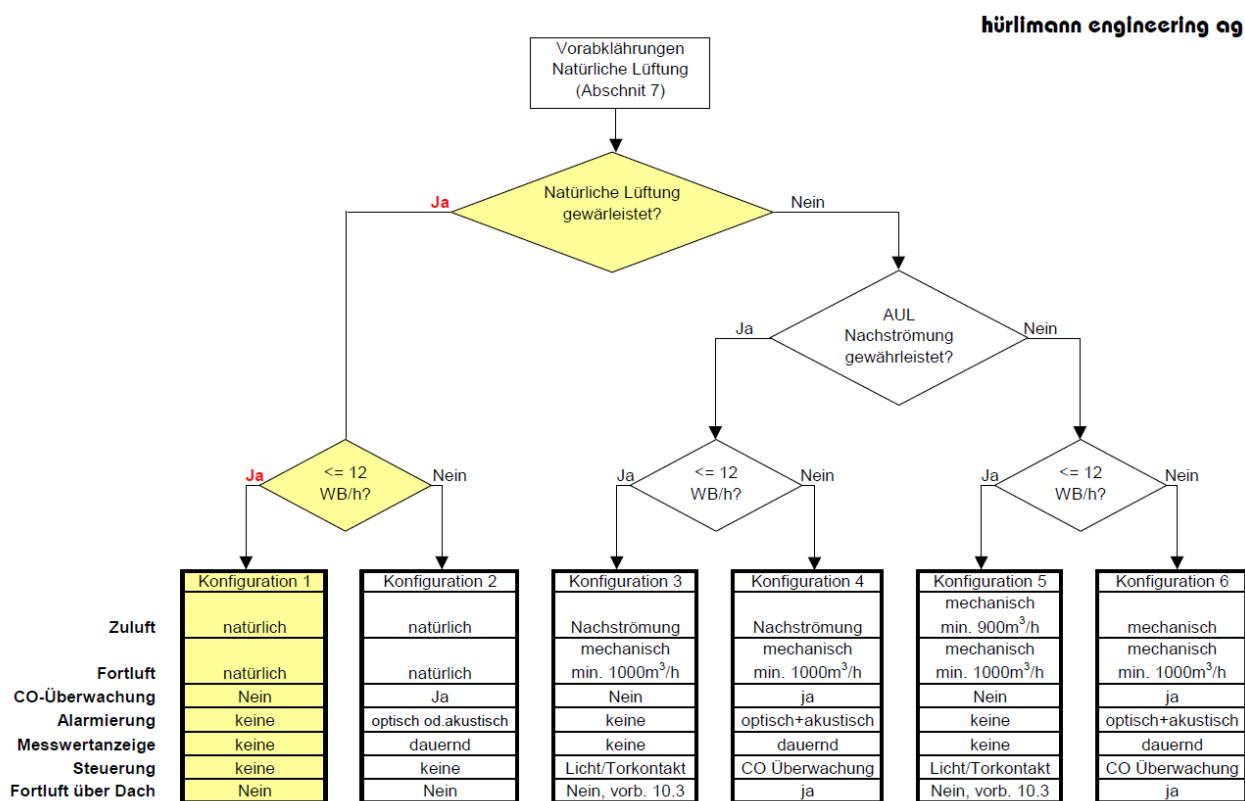 hürlimann engineering ag
Vorabklährungen
Natürliche Lüftung
(Abschnitt 7)
Natürliche Lüftung
gewärleistet?
Ja
Nein
AUL
Nachströmung
gewährleistet?
Ja
Nein
<= 12
WB/h?
Ja
Nein
<= 12
WB/h?
Ja
Nein
<= 12
WB/h?
Ja
Nein
Konfiguration 1 Konfiguration 2 Konfiguration 3 Konfiguration 4 Konfiguration 5 Konfiguration 6
mechanisch
Zuluft natürlich natürlich Nachströmung Nachströmung min. 900m³/h mechanisch
mechanisch mechanisch mechanisch mechanisch
Fortluft natürlich natürlich min. 1000m³/h min. 1000m³/h min. 1000m³/h min. 1000m³/h
CO-Überwachung Nein Ja Nein ja Nein ja
Alarmierung keine optisch od.akustisch keine optisch+akustisch keine optisch+akustisch
Messwertanzeige keine dauernd keine dauernd keine dauernd
Steuerung keine keine Licht/Torkontakt CO Überwachung Licht/Torkontakt CO Überwachung
Fortluft über Dach Nein Nein Nein, vorb. 10.3 ja Nein, vorb. 10.3 ja